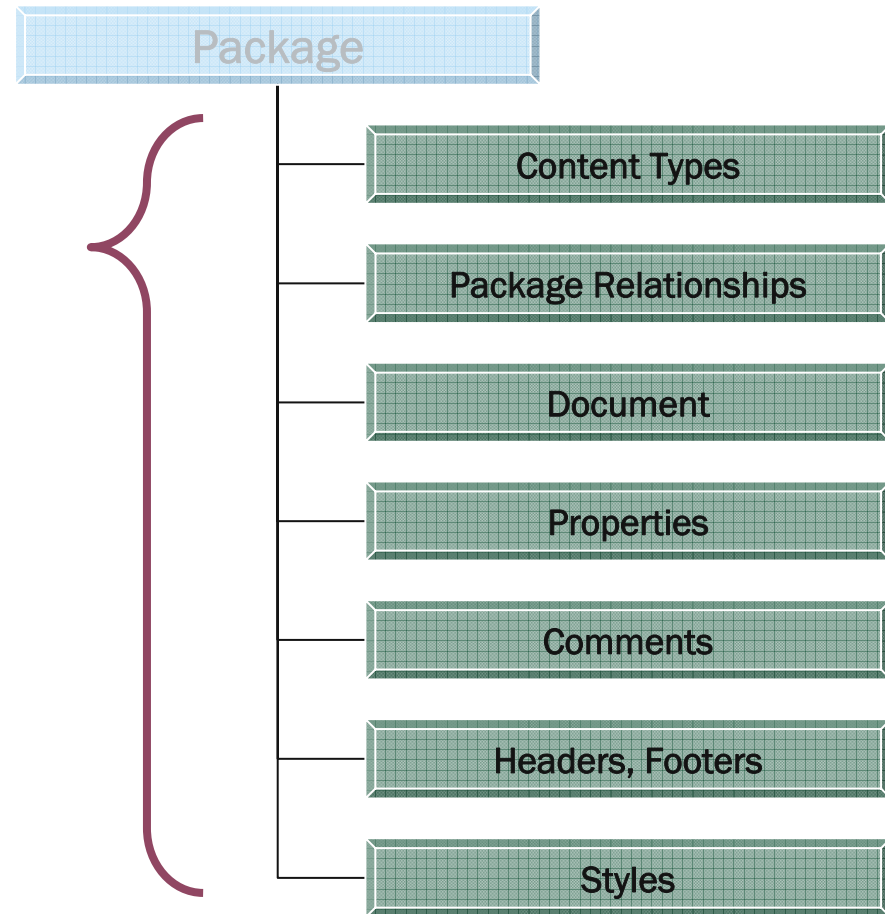 Package
Content Types
Package Relationships
Document
Properties
Comments
Headers, Footers
Styles